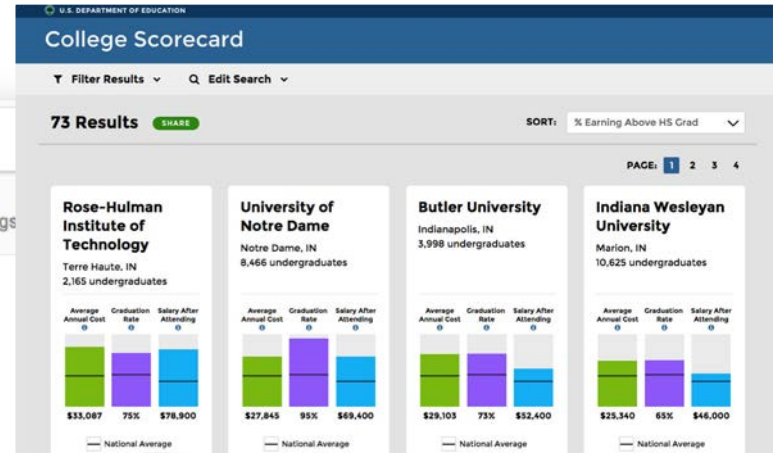 U.S. DEPARTMENT OF EDUCATION
College Scorecard
Filter Results
Edit Search
73 Results
SHARE
SORT:
% Earning Above HS Grad
PAGE: 1 2 3 4
gs
Rose-Hulman
Institute of
Technology
Terre Haute, IN
2,165 undergraduates
Average
Annual Cost
Graduation
Rate
Salary After
Attending
$33,087
75%
$78,900
National Average
University of
Notre Dame
Notre Dame, IN
8,466 undergraduates
Average
Annual Cost
Graduation
Rate
Salary After
Attending
$27,845
95%
$69,400
National Average
Butler University
Indianapolis, IN
3,998 undergraduates
Average
Annual Cost
Graduation
Rate
Salary After
Attending
$29,103
73%
$52,400
National Average
Indiana Wesleyan
University
Marion, IN
10,625 undergraduates
Average
Annual Cost
Graduation
Rate
Salary After
Attending
$25,340
65%
$46,000
National Average